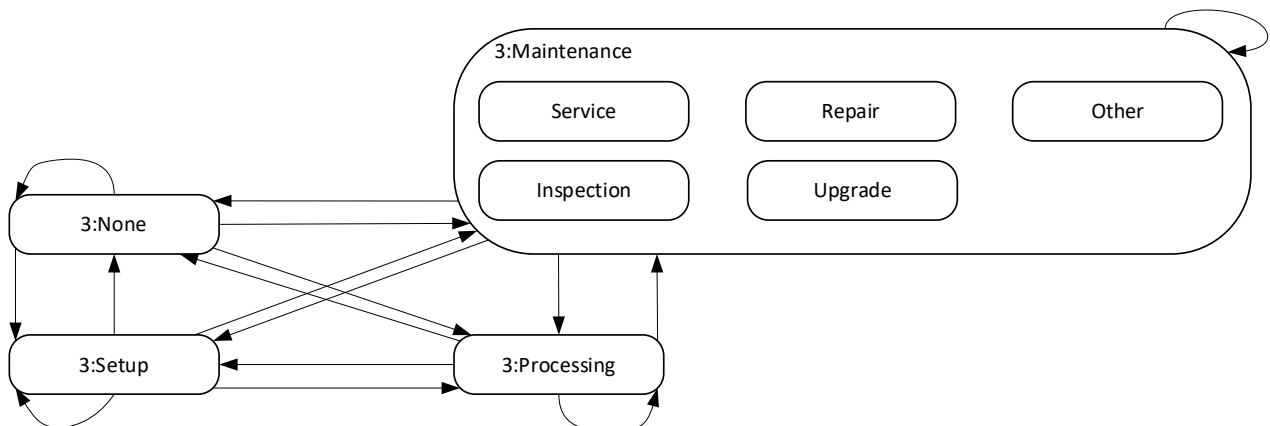 3:Maintenance
Service
Repair
Other
Inspection
Upgrade
3:None
3:Setup
3:Processing